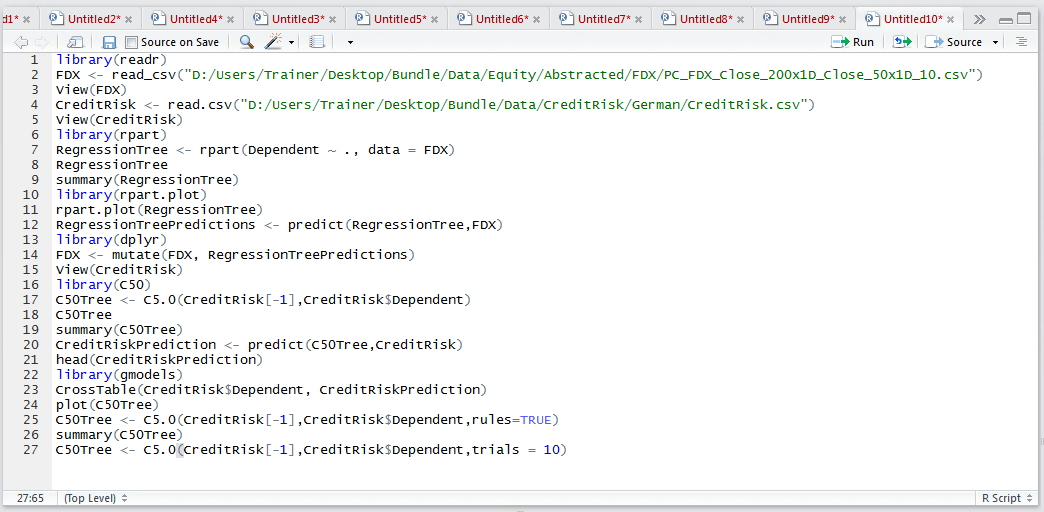 d1* Untitled2* Untitled4* Untitled3* Untitled5* Untitled6* Untitled7* Untitled8* Untitled9* Untitled10*
Source on Save Run Source
1 library(readr)
2 FDX <- read_csv("D:/Users/Trainer/Desktop/Bundle/Data/Equity/Abstracted/FDX/PC_FDX_Close_200x1D_Close_50x1D_10.csv")
3 View(FDX)
4 CreditRisk <- read.csv("D:/Users/Trainer/Desktop/Bundle/Data/CreditRisk/German/CreditRisk.csv")
5 View(CreditRisk)
6 library(rpart)
7 RegressionTree <- rpart(Dependent ~ ., data = FDX)
8 RegressionTree
9 summary(RegressionTree)
10 library(rpart.plot)
11 rpart.plot(RegressionTree)
12 RegressionTreePredictions <- predict(RegressionTree,FDX)
13 library(dplyr)
14 FDX <- mutate(FDX, RegressionTreePredictions)
15 View(CreditRisk)
16 library(C50)
17 C50Tree <- C5.0(CreditRisk[-1],CreditRisk$Dependent)
18 C50Tree
19 summary(C50Tree)
20 CreditRiskPrediction <- predict(C50Tree,CreditRisk)
21 head(CreditRiskPrediction)
22 library(gmodels)
23 CrossTable(CreditRisk$Dependent, CreditRiskPrediction)
24 plot(C50Tree)
25 C50Tree <- C5.0(CreditRisk[-1],CreditRisk$Dependent,rules=TRUE)
26 summary(C50Tree)
27 C50Tree <- C5.0(CreditRisk[-1],CreditRisk$Dependent,trials = 10)
27:65 (Top Level) R Script